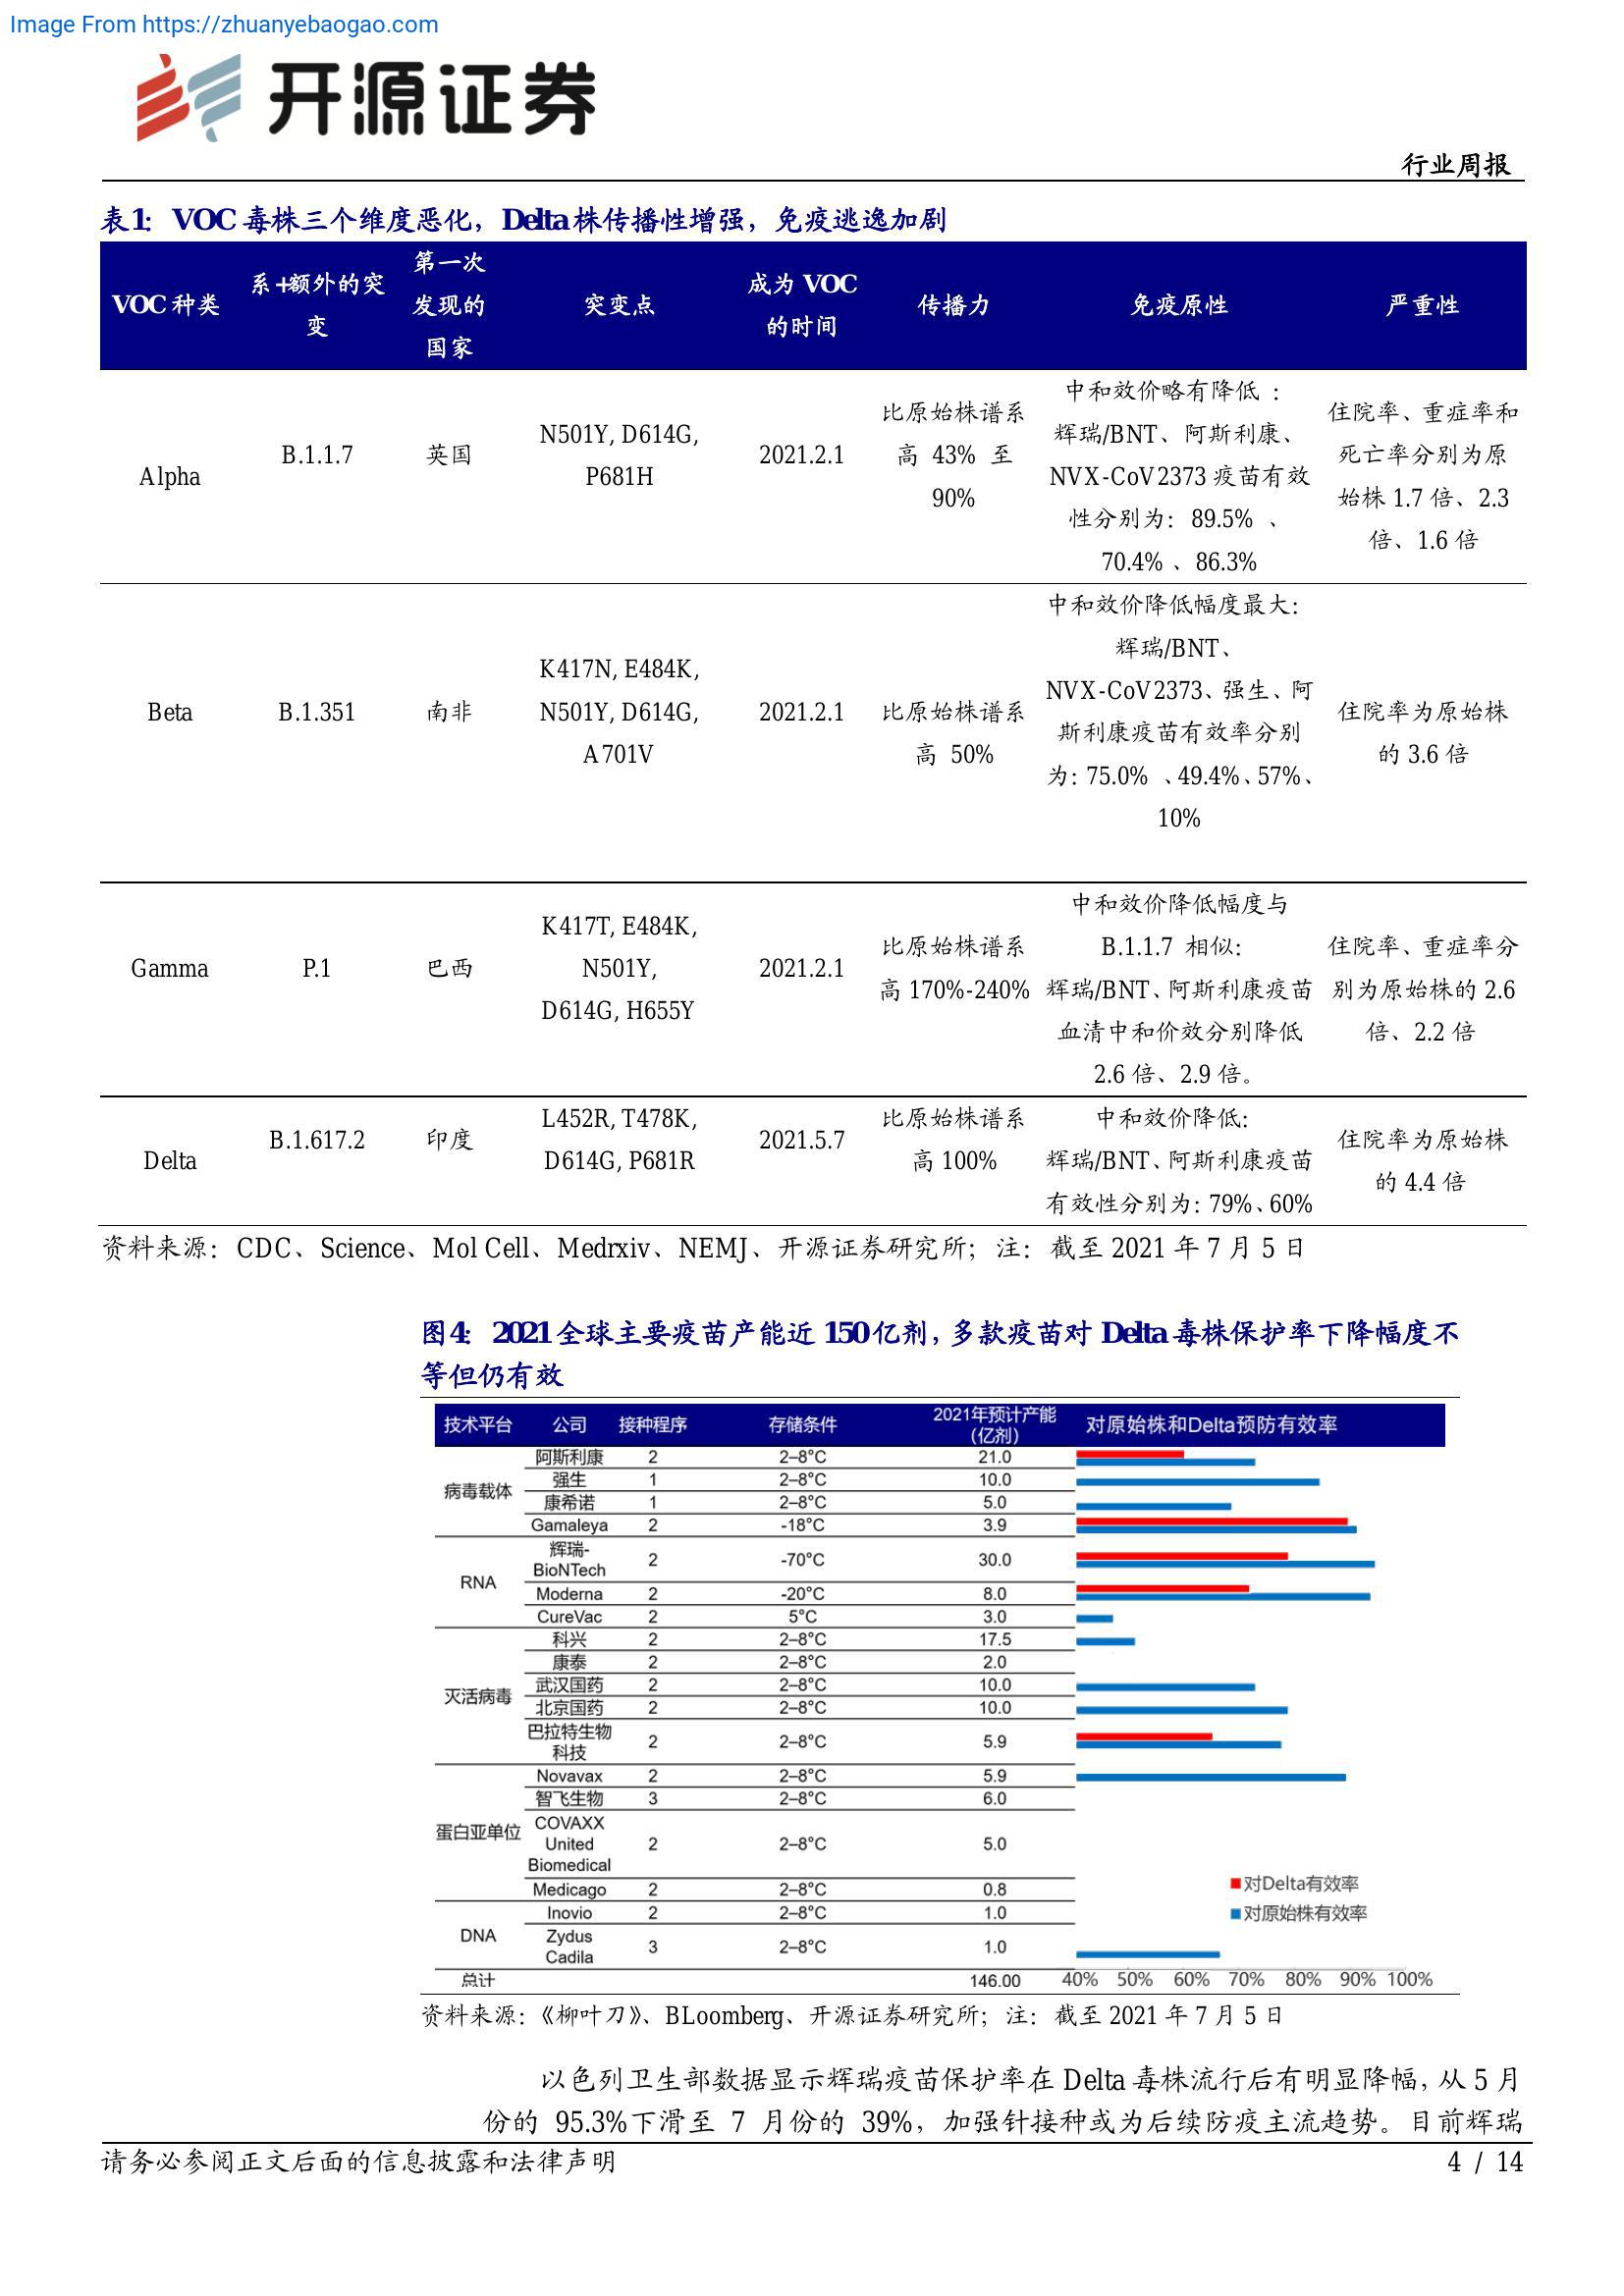 Image From https://zhuanyebaogao.com
开源证券
行业周报
表1：VOC 毒株三个维度恶化，Delta 株传播性增强，免疫逃逸加剧
VOC 种类
系+额外的突
变
第一次
发现的
国家
突变点
成为 VOC
的时间
传播力
免疫原性
严重性
Alpha
B.1.1.7
英国
N501Y, D614G,
P681H
2021.2.1
比原始株谱系
高 43% 至
90%
中和效价略有降低 ：
辉瑞/BNT、阿斯利康、
NVX-CoV2373 疫苗有效
性分别为：89.5% 、
70.4% 、86.3%
住院率、重症率和
死亡率分别为原
始株 1.7 倍、2.3
倍、1.6 倍
Beta
B.1.351
南非
K417N, E484K,
N501Y, D614G,
A701V
2021.2.1
比原始株谱系
高 50%
中和效价降低幅度最大：
辉瑞/BNT、
NVX-CoV2373、强生、阿
斯利康疫苗有效率分别
为：75.0% 、49.4%、57%、
10%
住院率为原始株
的 3.6 倍
Gamma
P.1
巴西
K417T, E484K,
N501Y,
D614G, H655Y
2021.2.1
比原始株谱系
高 170%-240%
中和效价降低幅度与
B.1.1.7 相似：
辉瑞/BNT、阿斯利康疫苗
血清中和价效分别降低
2.6 倍、2.9 倍。
住院率、重症率分
别为原始株的 2.6
倍、2.2 倍
Delta
B.1.617.2
印度
L452R, T478K,
D614G, P681R
2021.5.7
比原始株谱系
高 100%
中和效价降低：
辉瑞/BNT、阿斯利康疫苗
有效性分别为：79%、60%
住院率为原始株
的 4.4 倍
资料来源：CDC、Science、Mol Cell、Medrxiv、NEMJ、开源证券研究所；注：截至 2021 年 7 月 5 日
图4：2021 全球主要疫苗产能近 150 亿剂，多款疫苗对 Delta 毒株保护率下降幅度不
等但仍有效
技术平台 公司 接种程序 存储条件 2021年预计产能 对原始株和Delta预防有效率
（亿剂）
病毒载体
阿斯利康 2 2–8°C 21.0
强生 1 2–8°C 10.0
康希诺 1 2–8°C 5.0
Gamaleya 2 -18°C 3.9
RNA
辉瑞-
BioNTech 2 -70°C 30.0
Moderna 2 -20°C 8.0
CureVac 2 5°C 3.0
灭活病毒
科兴 2 2–8°C 17.5
康泰 2 2–8°C 2.0
武汉国药 2 2–8°C 10.0
北京国药 2 2–8°C 10.0
巴拉特生物
科技 2 2–8°C 5.9
蛋白亚单位
Novavax 2 2–8°C 5.9
智飞生物 3 2–8°C 6.0
COVAXX
United 2 2–8°C 5.0
Biomedical
Medicago 2 2–8°C 0.8
DNA
Inovio 2 2–8°C 1.0
Zydus
Cadila 3 2–8°C 1.0
对Delta有效率
对原始株有效率
总计 146.00
40% 50% 60% 70% 80% 90% 100%
资料来源：《柳叶刀》、BLoomberg、开源证券研究所；注：截至 2021 年 7 月 5 日
以色列卫生部数据显示辉瑞疫苗保护率在 Delta 毒株流行后有明显降幅，从 5 月
份的 95.3%下滑至 7 月份的 39%，加强针接种或为后续防疫主流趋势。目前辉瑞
请务必参阅正文后面的信息披露和法律声明
4 / 14